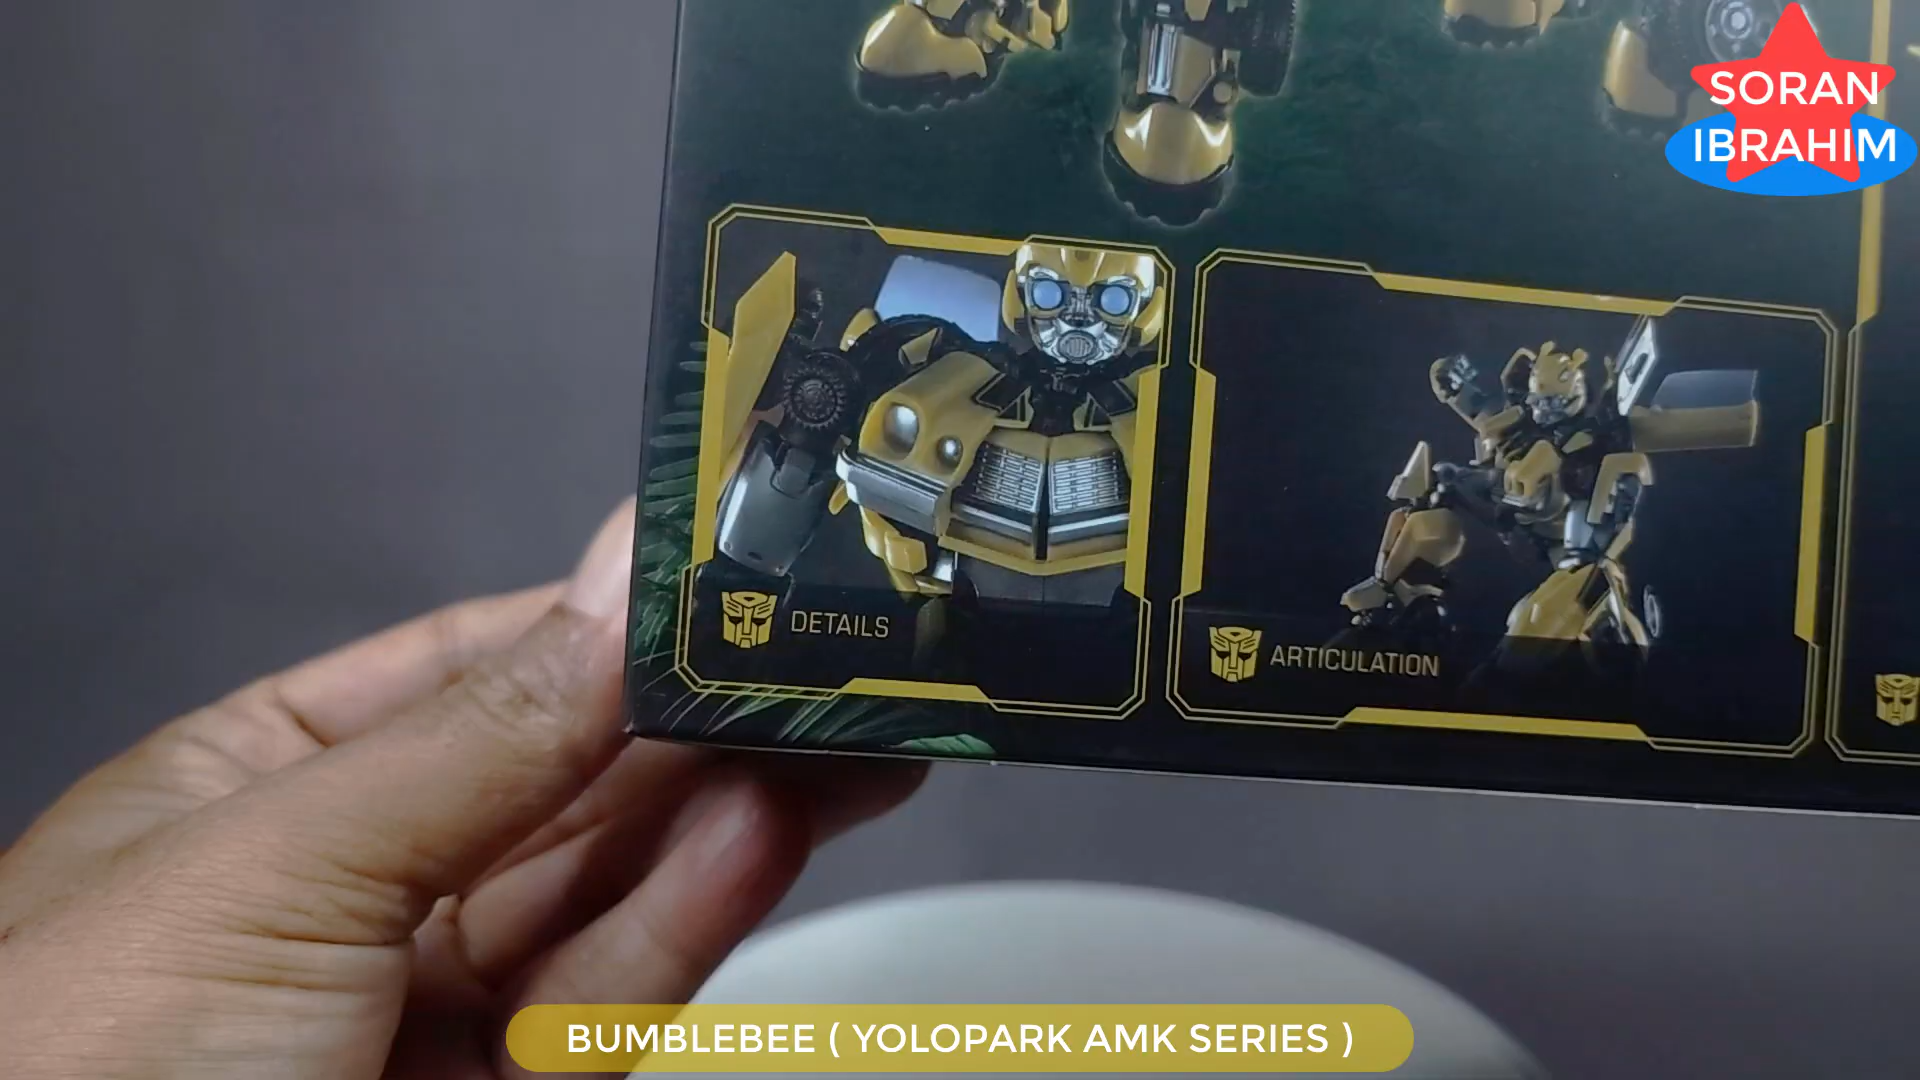 SORAN
IBRAHIM
DETAILS
ARTICULATION
BUMBLEBEE ( YOLOPARK AMK SERIES )